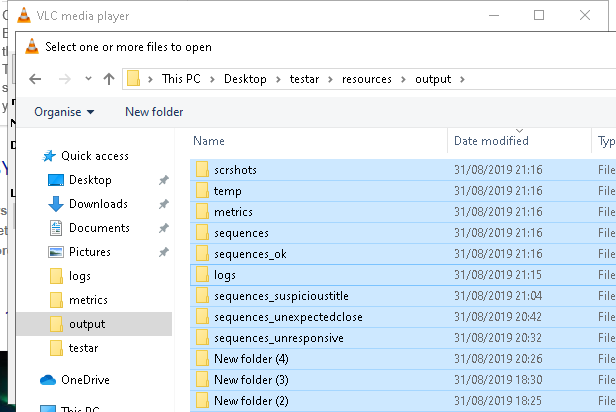 VLC media player
Select one or more files to open
This PC > Desktop > testar > resources > output >
Organise New folder
Name Date modified Typ
Quick access
Desktop
Downloads
Documents
Pictures
logs
metrics
output
testar
OneDrive
This PC
scrshots 31/08/2019 21:16 File
temp 31/08/2019 21:16 File
metrics 31/08/2019 21:16 File
sequences 31/08/2019 21:16 File
sequences_ok 31/08/2019 21:16 File
logs 31/08/2019 21:15 File
sequences_suspicioustitle 31/08/2019 21:04 File
sequences_unexpectedclose 31/08/2019 20:42 File
sequences_unresponsive 31/08/2019 20:32 File
New folder (4) 31/08/2019 20:26 File
New folder (3) 31/08/2019 18:30 File
New folder (2) 31/08/2019 18:25 File